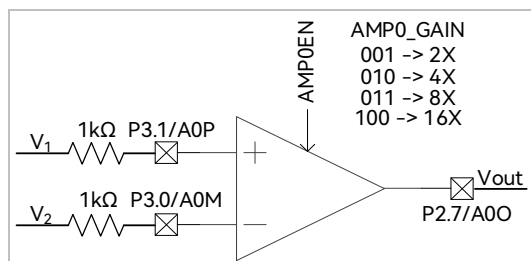 AMP0EN
AMP0_GAIN
001 -> 2X
010 -> 4X
011 -> 8X
100 -> 16X
V1 1kΩ P3.1/A0P
+
V2 1kΩ P3.0/A0M
−
Vout
P2.7/A0O